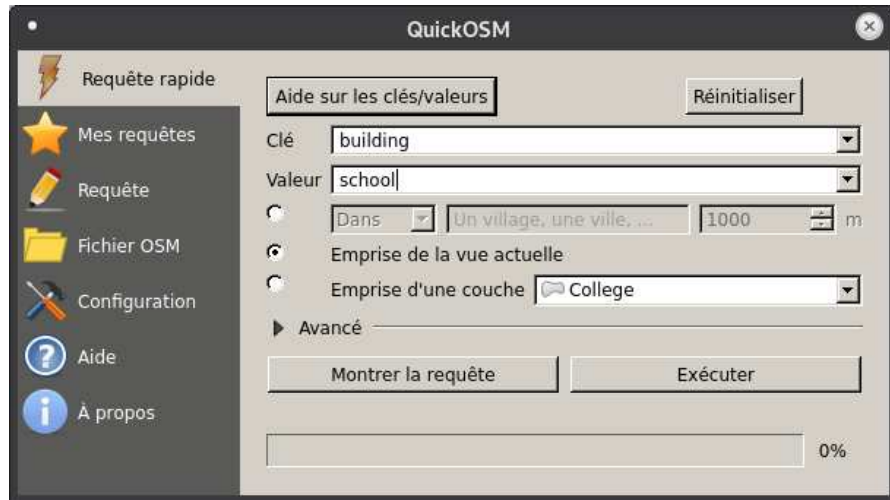 QuickOSM
Requête rapide
Mes requêtes
Requête
Fichier OSM
Configuration
Aide
À propos
Aide sur les clés/valeurs
Réinitialiser
Clé
building
Valeur
school
Dans
Un village, une ville, ...
1000
m
Emprise de la vue actuelle
Emprise d'une couche
College
Avancé
Montrer la requête
Exécuter
0%